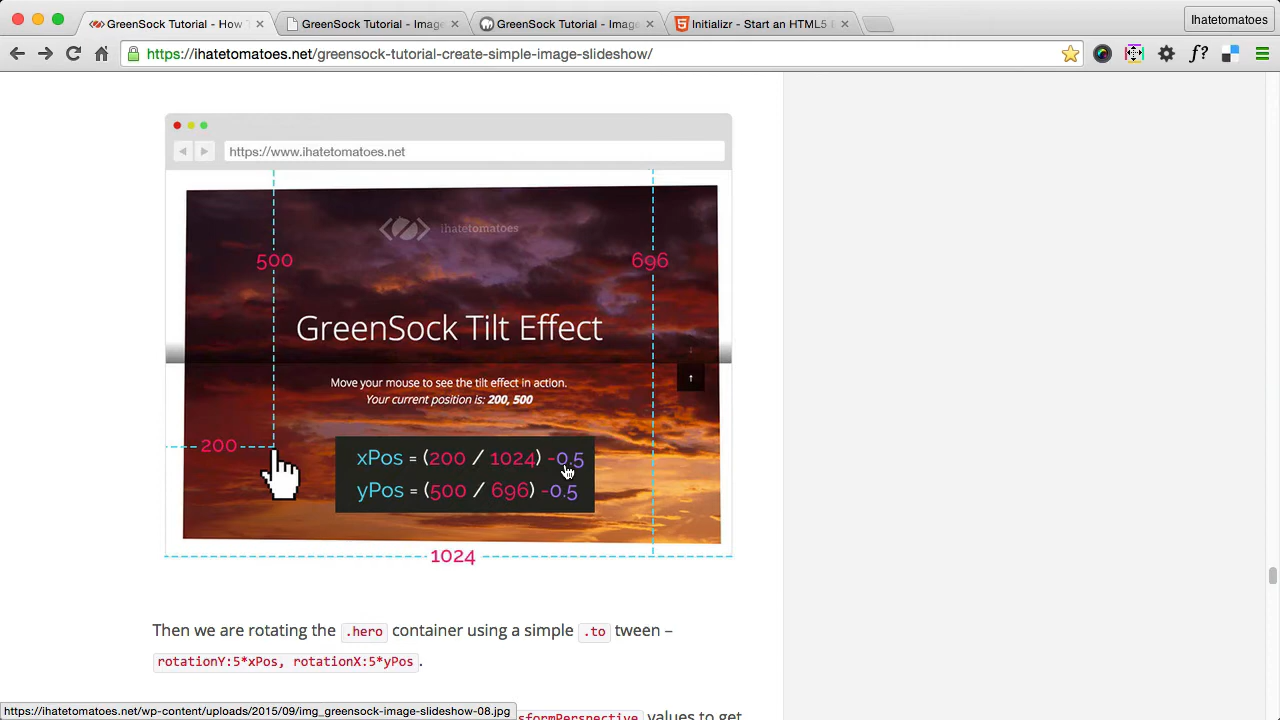 GreenSock Tutorial - How
GreenSock Tutorial - Imag
GreenSock Tutorial - Imag
Initializr - Start an HTML5
Ihatetomatoes
https://ihatetomatoes.net/greensock-tutorial-create-simple-image-slideshow/
f?
https://www.ihatetomatoes.net
ihatetomatoes
500
696
GreenSock Tilt Effect
Move your mouse to see the tilt effect in action.
Your current position is: 200, 500
200
xPos = (200 / 1024) -0.5
yPos = (500 / 696) -0.5
1024
Then we are rotating the .hero container using a simple .to tween –
rotationY:5*xPos, rotationX:5*yPos.
https://ihatetomatoes.net/wp-content/uploads/2015/09/img_greensock-image-slideshow-08.jpg
sformPerspective values to get